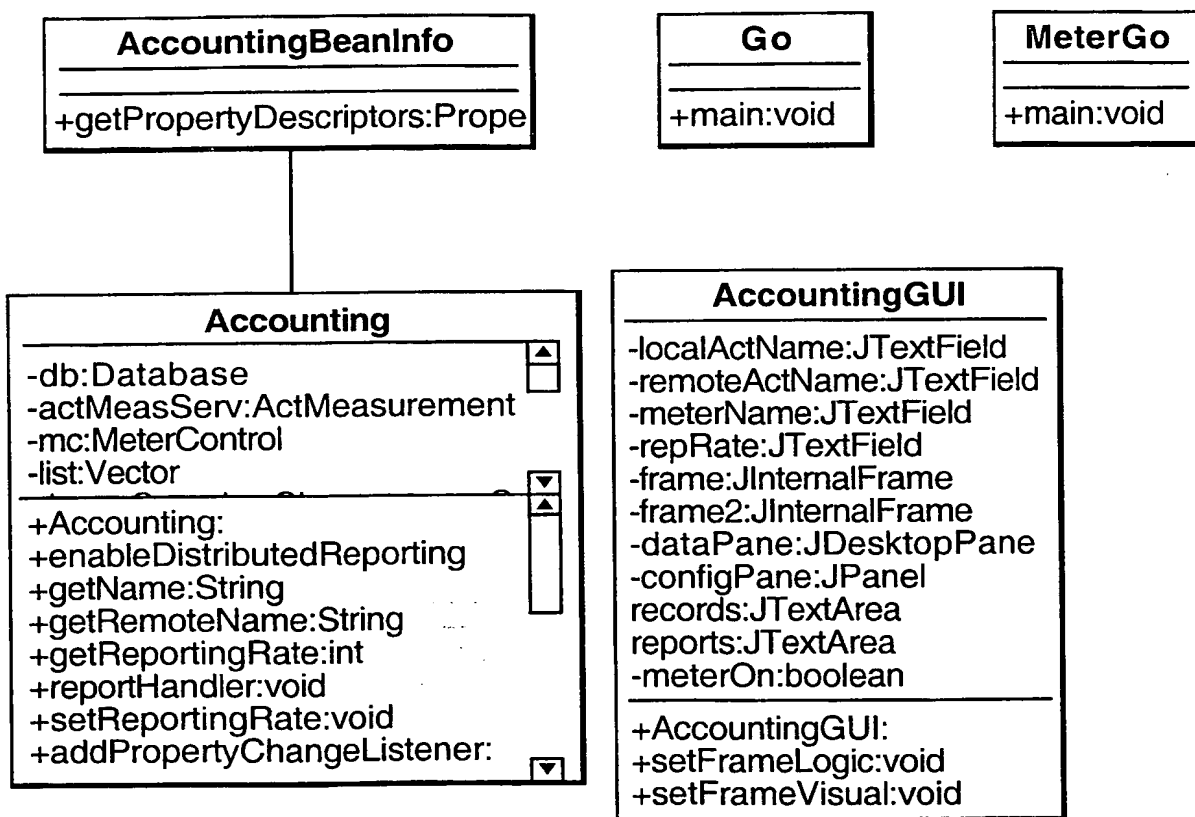 AccountingBeanInfo
+getPropertyDescriptors:Prope
Go
+main:void
MeterGo
+main:void
Accounting
-db:Database
-actMeasServ:ActMeasurement
-mc:MeterControl
-list:Vector
+Accounting:
+enableDistributedReporting
+getName:String
+getRemoteName:String
+getReportingRate:int
+reportHandler:void
+setReportingRate:void
+addPropertyChangeListener:
AccountingGUI
-localActName:JTextField
-remoteActName:JTextField
-meterName:JTextField
-repRate:JTextField
-frame:JInternalFrame
-frame2:JInternalFrame
-dataPane:JDesktopPane
-configPane:JPanel
records:JTextArea
reports:JTextArea
-meterOn:boolean
+AccountingGUI:
+setFrameLogic:void
+setFrameVisual:void